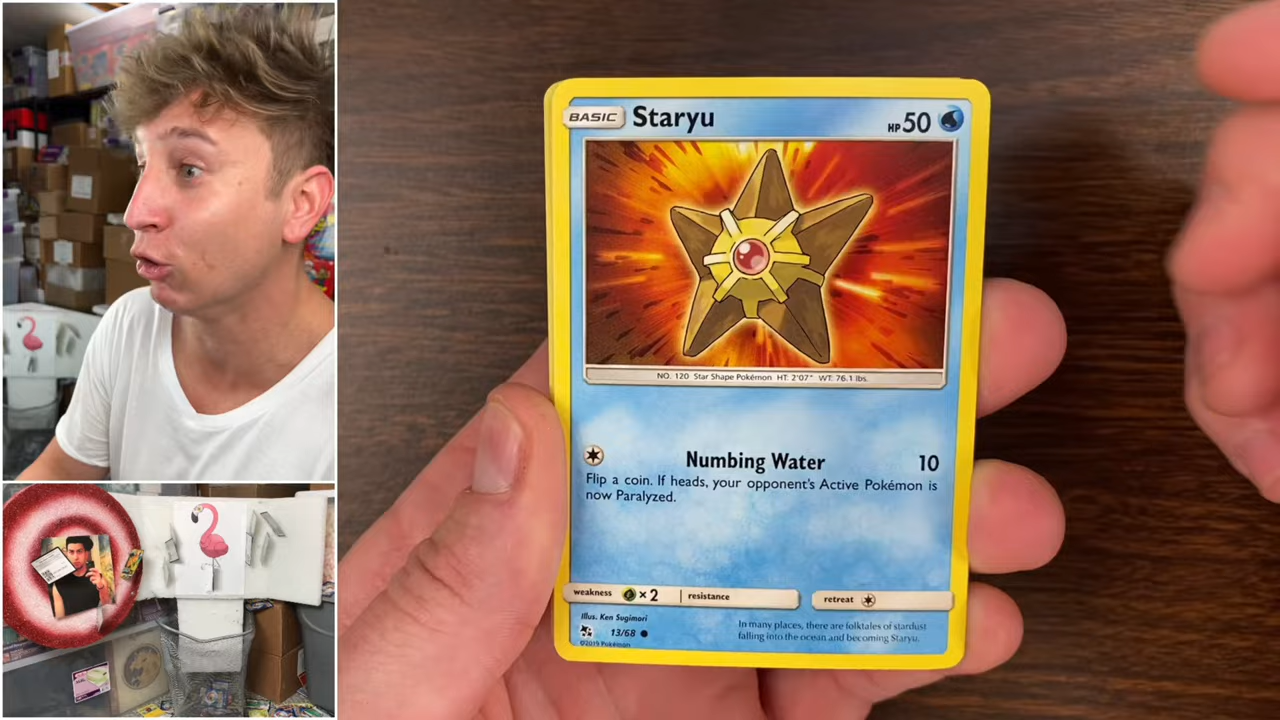 BASIC Staryu HP 50
NO. 120 Star Shape Pokémon HT: 2'07" WT: 76.1 lbs.
Numbing Water 10
Flip a coin. If heads, your opponent's Active Pokémon is
now Paralyzed.
weakness × 2 resistance retreat
Illus. Ken Sugimori
13/68
©2019 Pokémon
In many places, there are folktales of stardust
falling into the ocean and becoming Staryu.